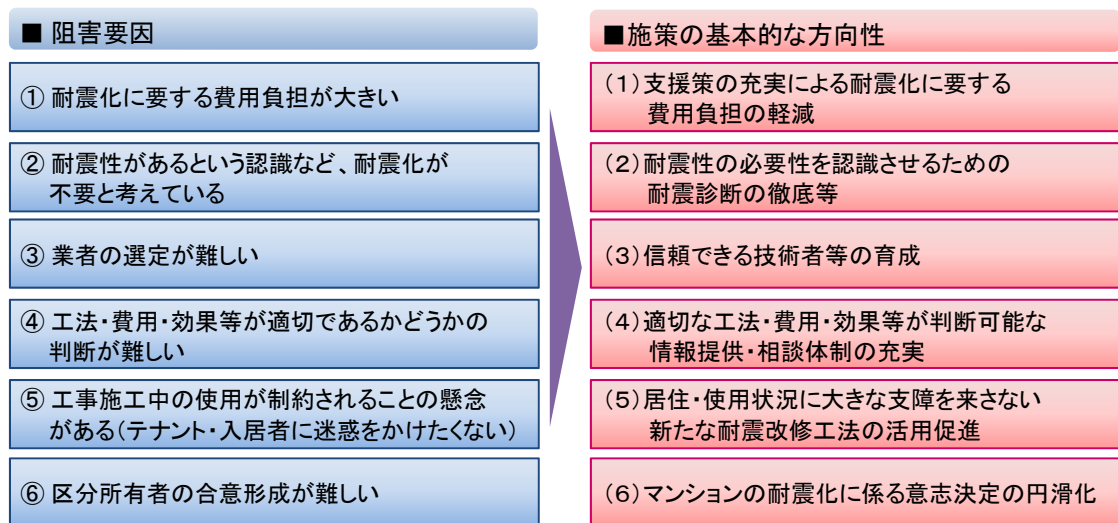 ■ 阻害要因
① 耐震化に要する費用負担が大きい
② 耐震性があるという認識など、耐震化が
不要と考えている
③ 業者の選定が難しい
④ 工法・費用・効果等が適切であるかどうかの
判断が難しい
⑤ 工事施工中の使用が制約されることの懸念
がある（テナント・入居者に迷惑をかけたくない）
⑥ 区分所有者の合意形成が難しい
■施策の基本的な方向性
（１）支援策の充実による耐震化に要する
費用負担の軽減
（２）耐震性の必要性を認識させるための
耐震診断の徹底等
（３）信頼できる技術者等の育成
（４）適切な工法・費用・効果等が判断可能な
情報提供・相談体制の充実
（５）居住・使用状況に大きな支障を来さない
新たな耐震改修工法の活用促進
（６）マンションの耐震化に係る意志決定の円滑化